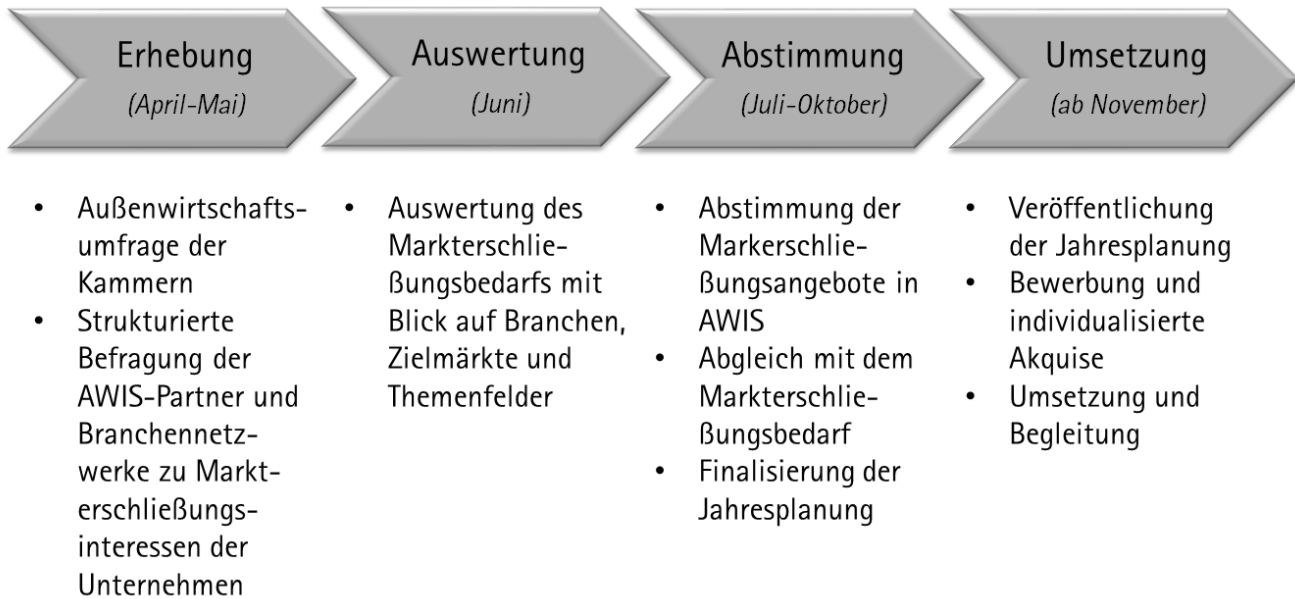 Erhebung
(April-Mai)
Auswertung
(Juni)
Abstimmung
(Juli-Oktober)
Umsetzung
(ab November)
• Außenwirtschafts-
umfrage der
Kammern
• Strukturierte
Befragung der
AWIS-Partner und
Branchennetz-
werke zu Markt-
erschließungs-
interessen der
Unternehmen
• Auswertung des
Markterschlie-
ßungsbedarfs mit
Blick auf Branchen,
Zielmärkte und
Themenfelder
• Abstimmung der
Markerschlie-
ßungsangebote in
AWIS
• Abgleich mit dem
Markterschlie-
ßungsbedarf
• Finalisierung der
Jahresplanung
• Veröffentlichung
der Jahresplanung
• Bewerbung und
individualisierte
Akquise
• Umsetzung und
Begleitung